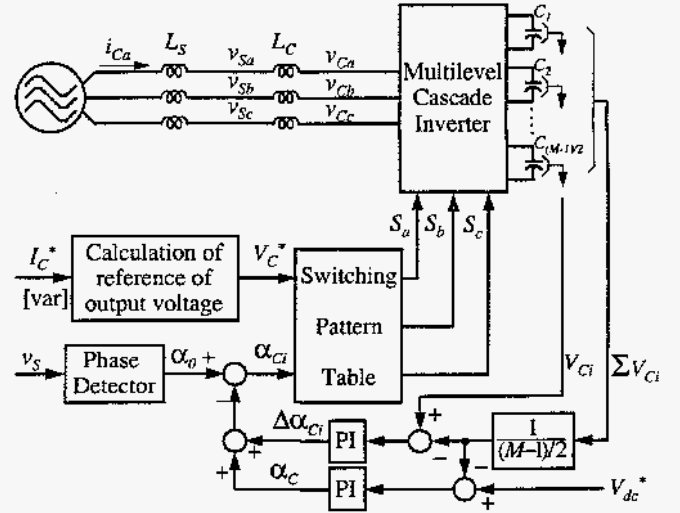 i_Ca L_S v_Sa L_C v_Ca
v_Sb v_Cb
v_Sc v_Cc
Multilevel
Cascade
Inverter
C_1
C_2
C_(M-1)/2
S_a S_b S_c
I_C*
[var]
Calculation of
reference of
output voltage
V_C*
Switching
Pattern
Table
v_S
Phase
Detector
α_0 +
α_Ci
−
V_Ci
ΣV_Ci
+
Δα_Ci
PI
+
−
1
(M−1)/2
+
α_C
PI
−
+
V_dc*